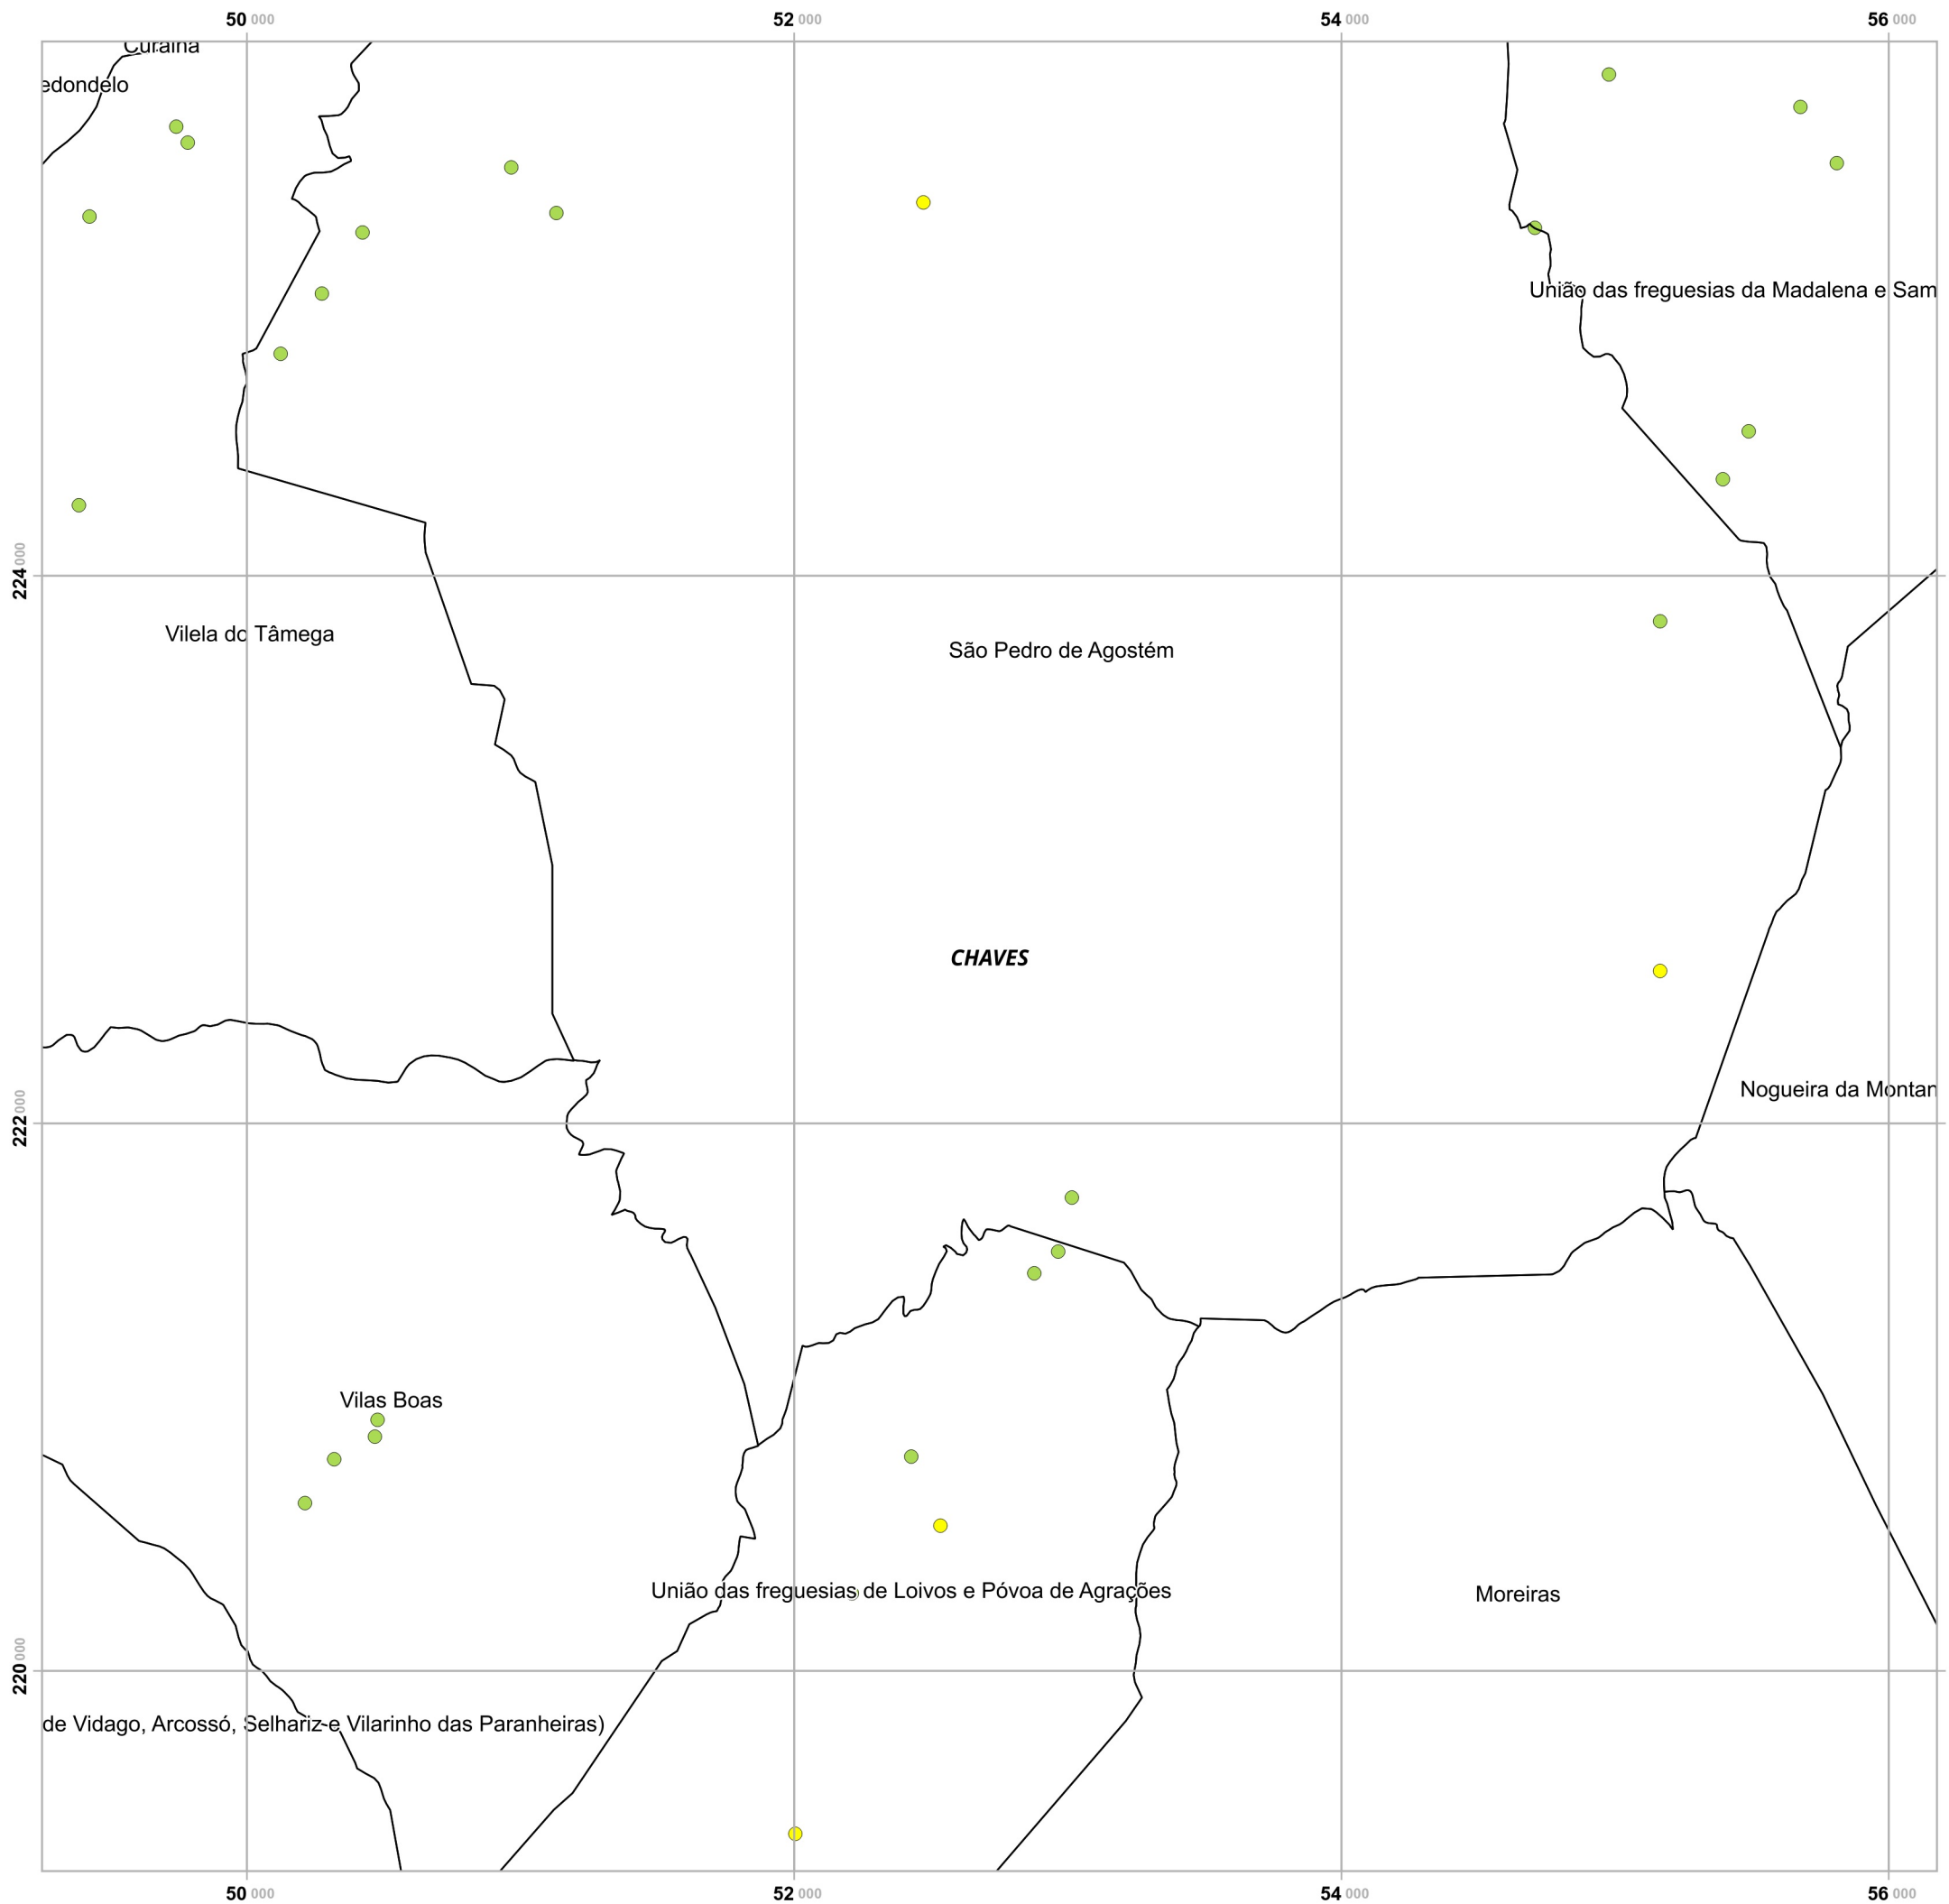 50 000 52 000 54 000 56 000
Curalha
edondelo
União das freguesias da Madalena e Sam
224 000
Vilela do Tâmega
São Pedro de Agostém
CHAVES
Nogueira da Montan
222 000
Vilas Boas
União das freguesias de Loivos e Póvoa de Agrações
Moreiras
220 000
de Vidago, Arcossó, Selhariz e Vilarinho das Paranheiras)
50 000 52 000 54 000 56 000